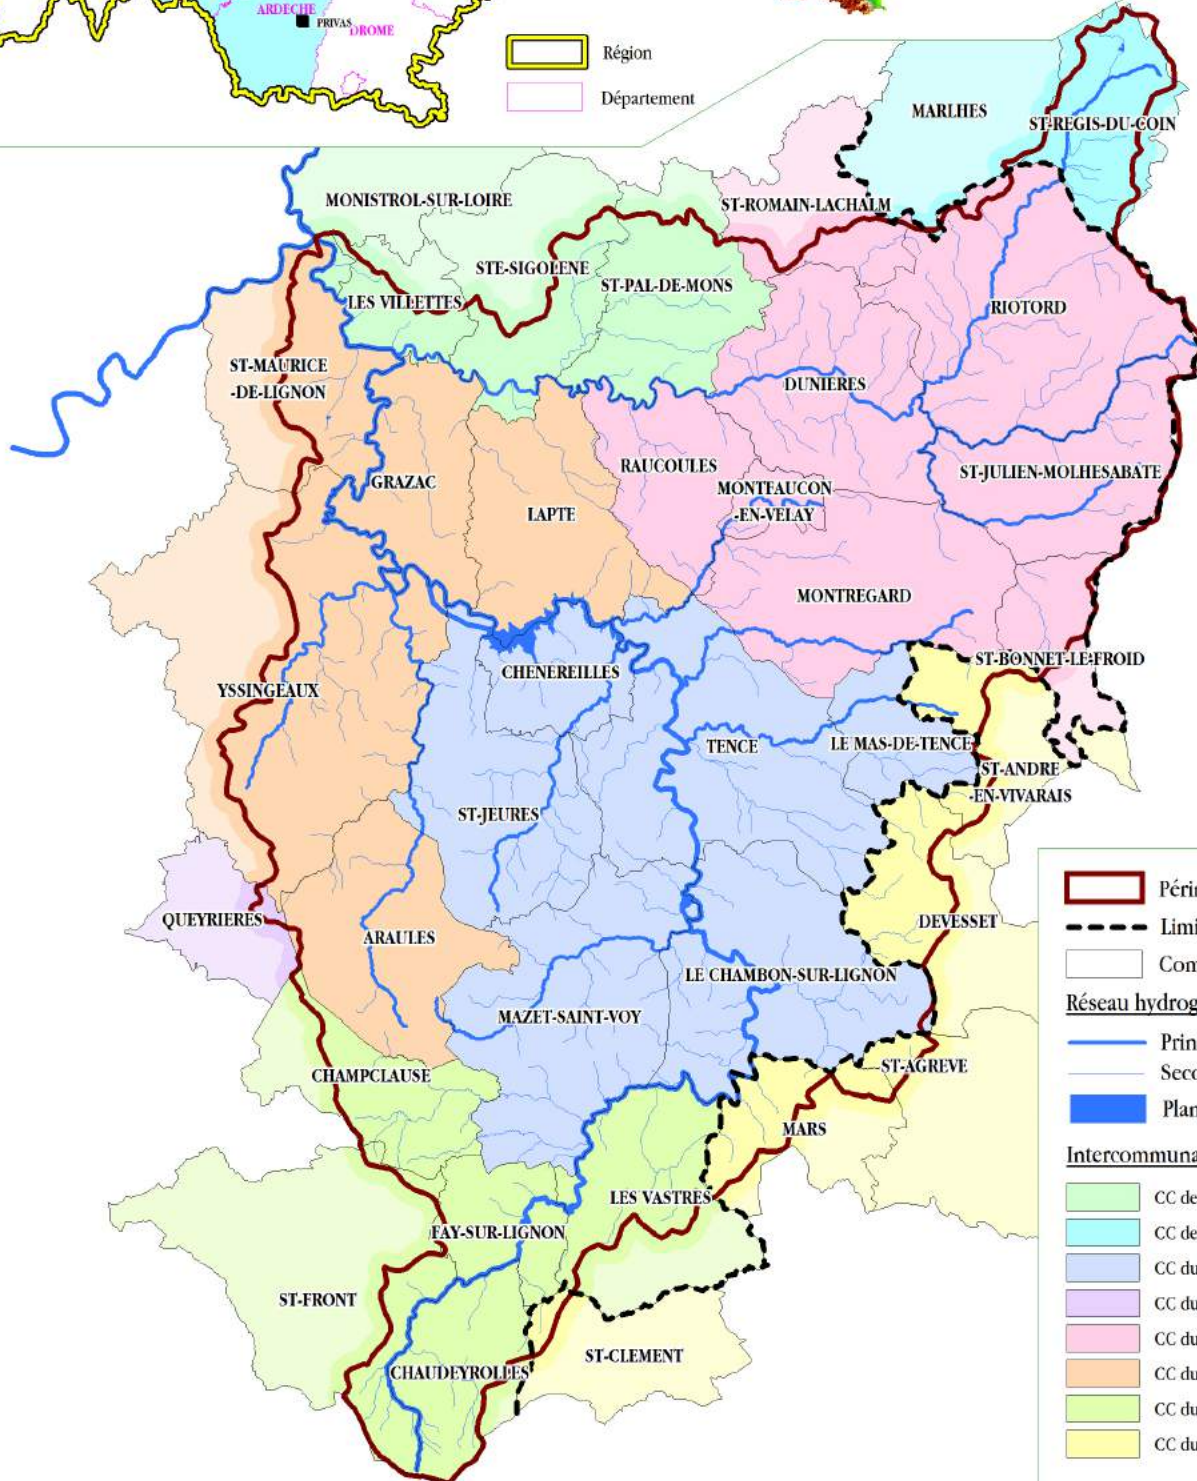 ARDECHE
PRIVAS
DROME
Région
Département
MARLHES
ST-REGIS-DU-COIN
MONISTROL-SUR-LOIRE
ST-ROMAIN-LACHALM
STE-SIGOLENE
ST-PAL-DE-MONS
LES VILLETTES
RIOTORD
ST-MAURICE
-DE-LIGNON
DUNIERES
RAUCOULES
ST-JULIEN-MOLHESABATE
GRAZAC
MONTFAUCON
-EN-VELAY
LAPTE
MONTREGARD
ST-BONNET-LE-FROID
CHENEREILLES
YSSINGEAUX
TENCE
LE MAS-DE-TENCE
ST-ANDRE
-EN-VIVARAIS
ST-JEURES
QUEYRIERES
ARAULES
DEVESSET
LE CHAMBON-SUR-LIGNON
MAZET-SAINT-VOY
ST-AGREVE
CHAMPCLAUSE
MARS
LES VASTRES
FAY-SUR-LIGNON
ST-FRONT
ST-CLEMENT
CHAUDEYROLLES
Périr
Limi
Com
Réseau hydrog
Prin
Seco
Plan
Intercommuna
CC de
CC de
CC du
CC du
CC du
CC du
CC du
CC du